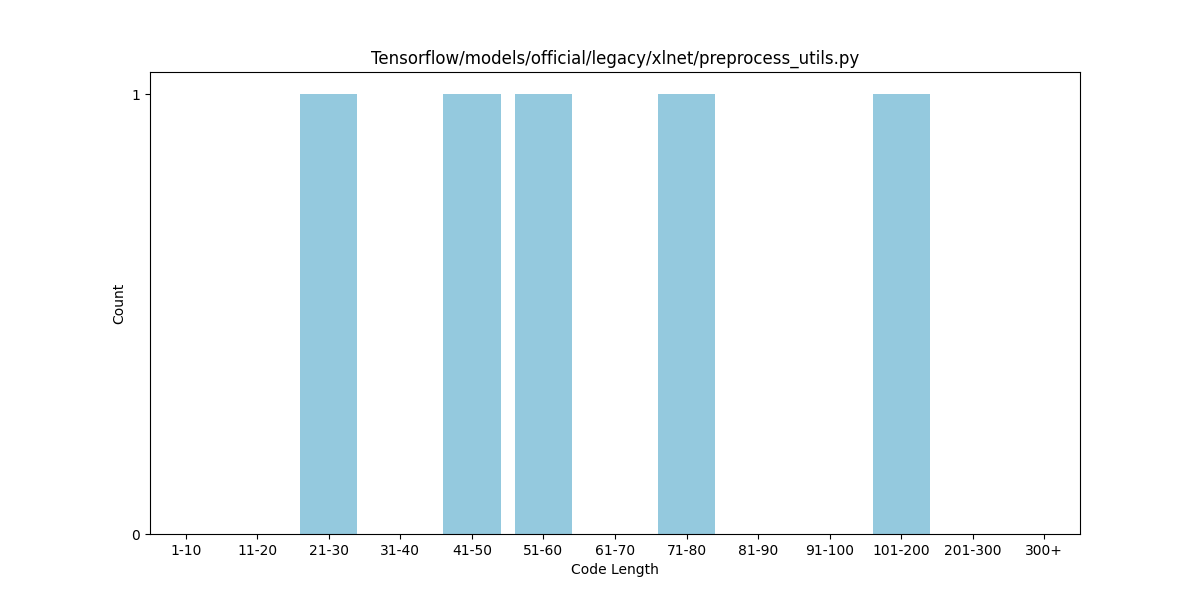 Tensorflow/models/official/legacy/xlnet/preprocess_utils.py
1
Count
0
1-10 11-20 21-30 31-40 41-50 51-60 61-70 71-80 81-90 91-100 101-200 201-300 300+
Code Length